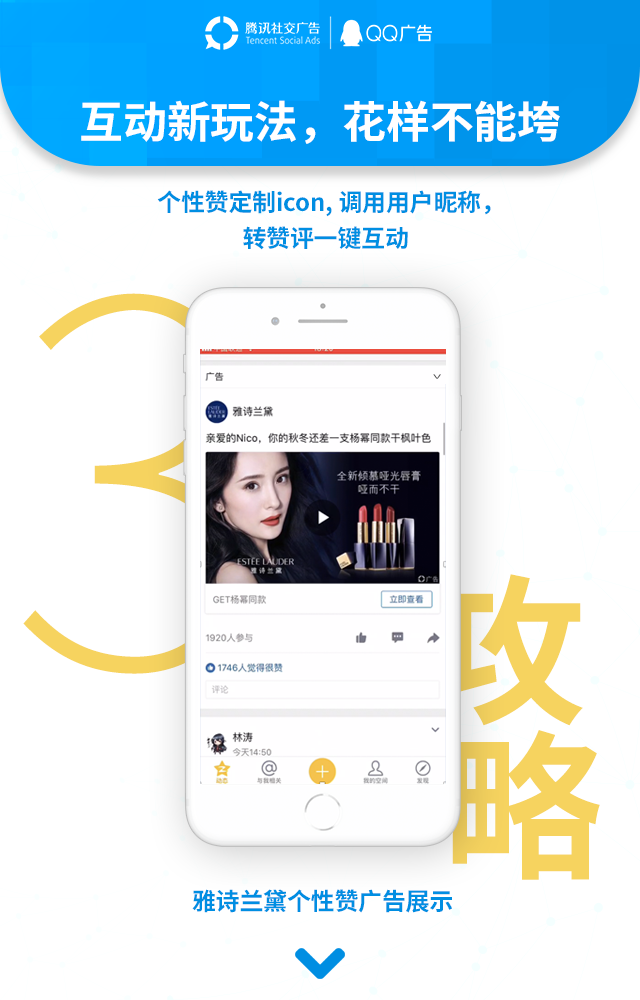 腾讯社交广告
Tencent Social Ads
QQ广告
互动新玩法，花样不能垮
个性赞定制icon, 调用用户昵称，
转赞评一键互动
3
攻略
广告
雅诗兰黛
亲爱的Nico，你的秋冬还差一支杨幂同款干枫叶色
全新倾慕哑光唇膏
哑而不干
ESTĒE LAUDER
雅诗兰黛
广告
GET杨幂同款
立即查看
1920人参与
1746人觉得很赞
评论
林涛
今天14:50
动态
与我相关
我的空间
发现
雅诗兰黛个性赞广告展示